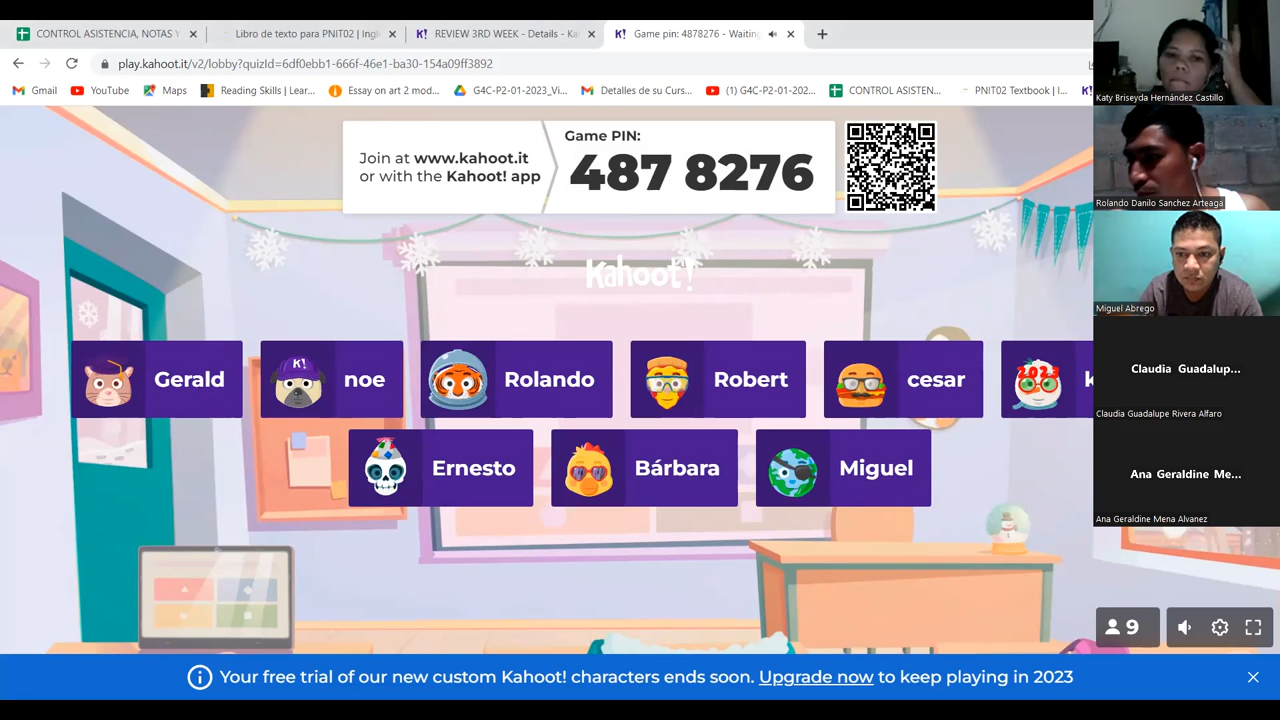 CONTROL ASISTENCIA, NOTAS Y
Libro de texto para PNIT02 | Ingl
K! REVIEW 3RD WEEK - Details - Ka
K! Game pin: 4878276 - Waiting
play.kahoot.it/v2/lobby?quizId=6df0ebb1-666f-46e1-ba30-154a09ff3892
Gmail
YouTube
Maps
Reading Skills | Lear...
Essay on art 2 mod...
G4C-P2-01-2023_Vi...
Detalles de su Curs...
(1) G4C-P2-01-202...
CONTROL ASISTEN...
PNIT02 Textbook | I...
K!
Join at www.kahoot.it
or with the Kahoot! app
Game PIN:
487 8276
Kahoot!
Gerald
K!
noe
Rolando
Robert
cesar
2023
Ernesto
Bárbara
Miguel
Katy Briseyda Hernández Castillo
Rolando Danilo Sanchez Arteaga
Miguel Abrego
Claudia Guadalup...
Claudia Guadalupe Rivera Alfaro
Ana Geraldine Me...
Ana Geraldine Mena Alvanez
9
Your free trial of our new custom Kahoot! characters ends soon. Upgrade now to keep playing in 2023